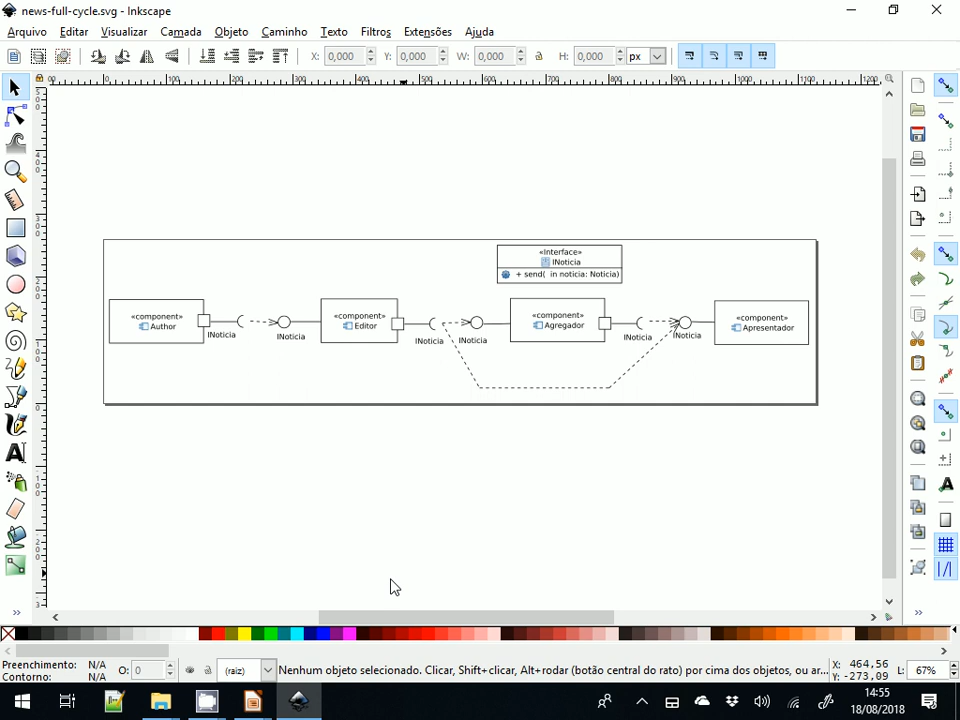 news-full-cycle.svg - Inkscape
Arquivo Editar Visualizar Camada Objeto Caminho Texto Filtros Extensões Ajuda
X: 0,000 Y: 0,000 W: 0,000 H: 0,000 px
«Interface»
INoticia
+ send( in noticia: Noticia)
«component»
Author
INoticia
INoticia
«component»
Editor
INoticia
INoticia
«component»
Agregador
INoticia
INoticia
«component»
Apresentador
Preenchimento: N/A
Contorno: N/A
O: 0
(raiz)
Nenhum objeto selecionado. Clicar, Shift+clicar, Alt+rodar (botão central do rato) por cima dos objetos, ou ar...
X: 464,56
Y: -273,09
L: 67%
14:55
18/08/2018